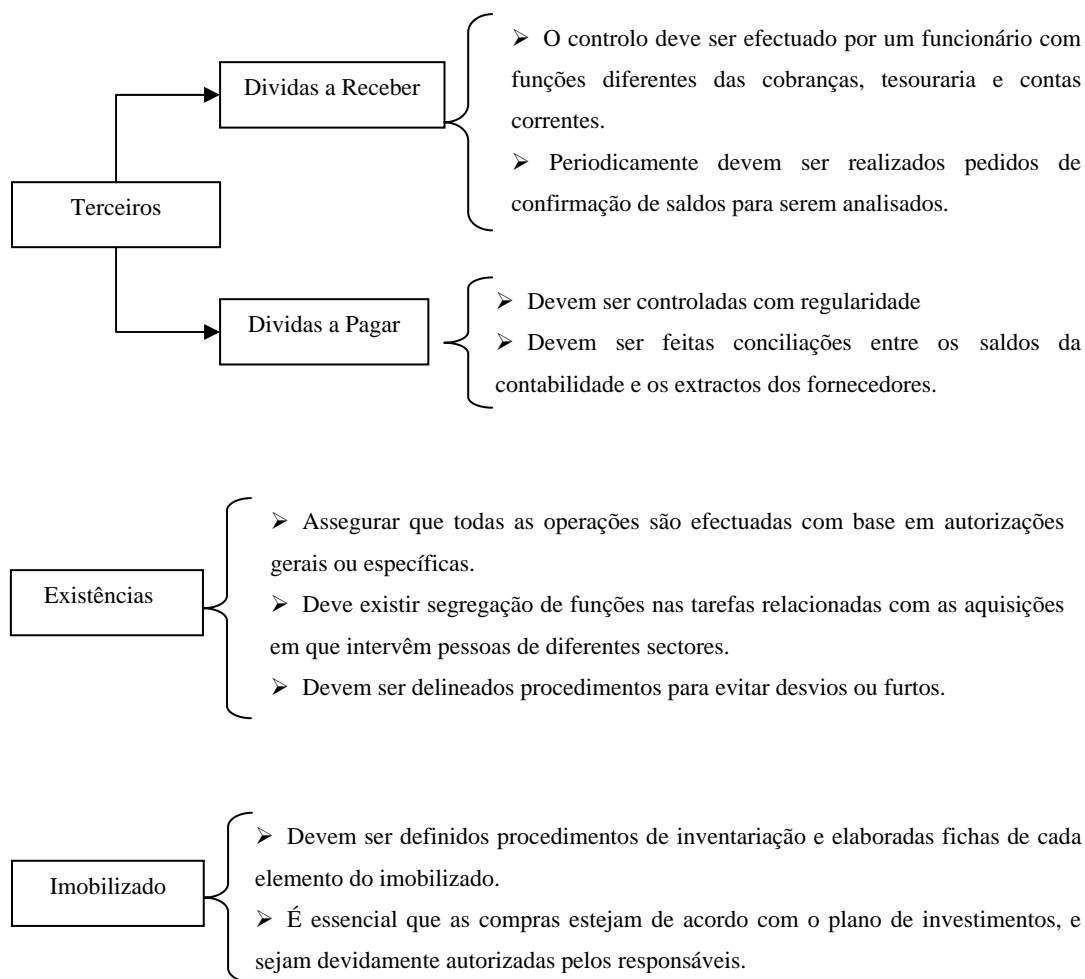 Terceiros
Dividas a Receber
➢ O controlo deve ser efectuado por um funcionário com
funções diferentes das cobranças, tesouraria e contas
correntes.
➢ Periodicamente devem ser realizados pedidos de
confirmação de saldos para serem analisados.
Dividas a Pagar
➢ Devem ser controladas com regularidade
➢ Devem ser feitas conciliações entre os saldos da
contabilidade e os extractos dos fornecedores.
Existências
➢ Assegurar que todas as operações são efectuadas com base em autorizações
gerais ou específicas.
➢ Deve existir segregação de funções nas tarefas relacionadas com as aquisições
em que intervêm pessoas de diferentes sectores.
➢ Devem ser delineados procedimentos para evitar desvios ou furtos.
Imobilizado
➢ Devem ser definidos procedimentos de inventariação e elaboradas fichas de cada
elemento do imobilizado.
➢ É essencial que as compras estejam de acordo com o plano de investimentos, e
sejam devidamente autorizadas pelos responsáveis.